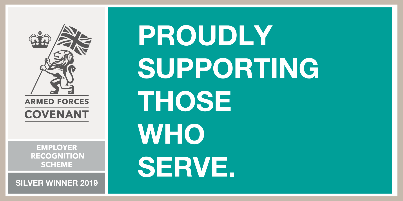 ARMED FORCES
COVENANT
EMPLOYER
RECOGNITION
SCHEME
SILVER WINNER 2019
PROUDLY
SUPPORTING
THOSE
WHO
SERVE.